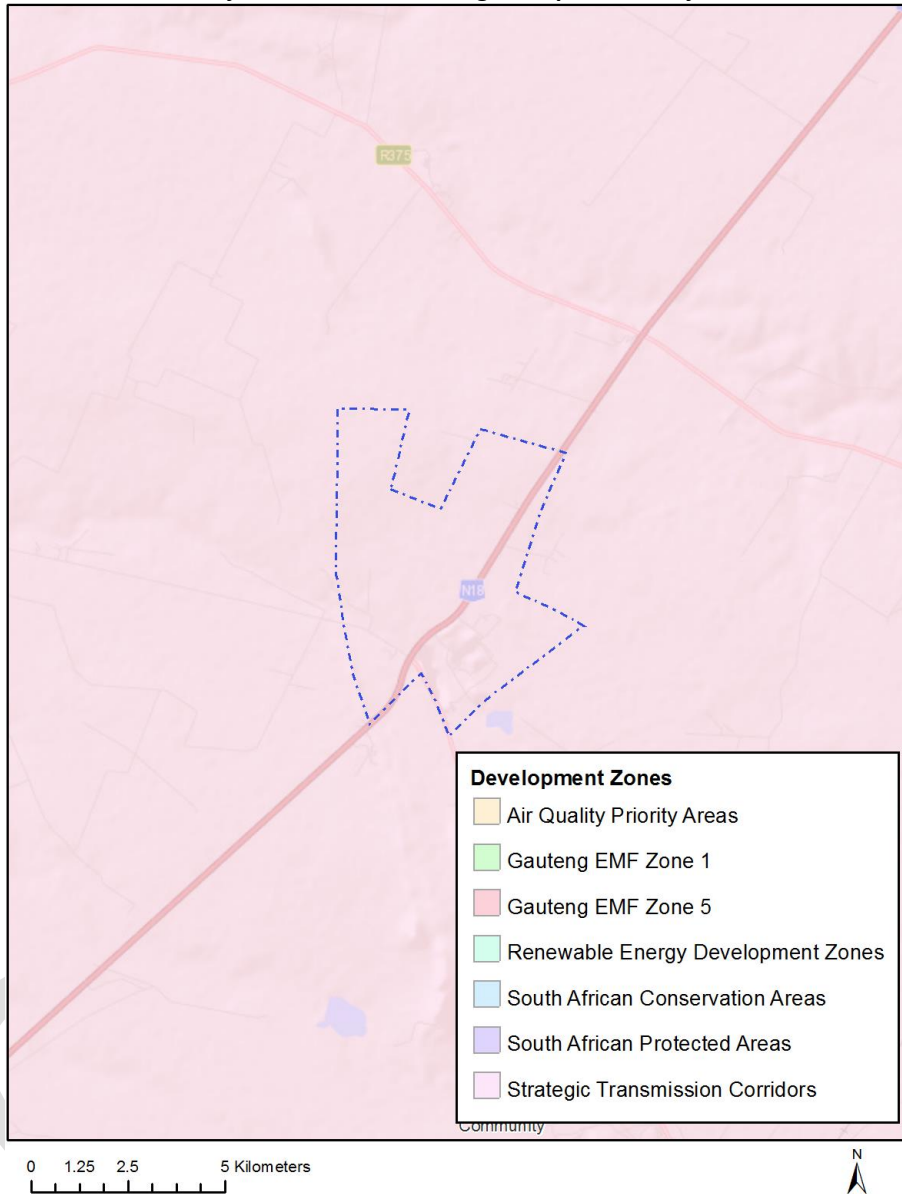 R375
N18
Development Zones
Air Quality Priority Areas
Gauteng EMF Zone 1
Gauteng EMF Zone 5
Renewable Energy Development Zones
South African Conservation Areas
South African Protected Areas
Strategic Transmission Corridors
Community
0 1.25 2.5 5 Kilometers
N